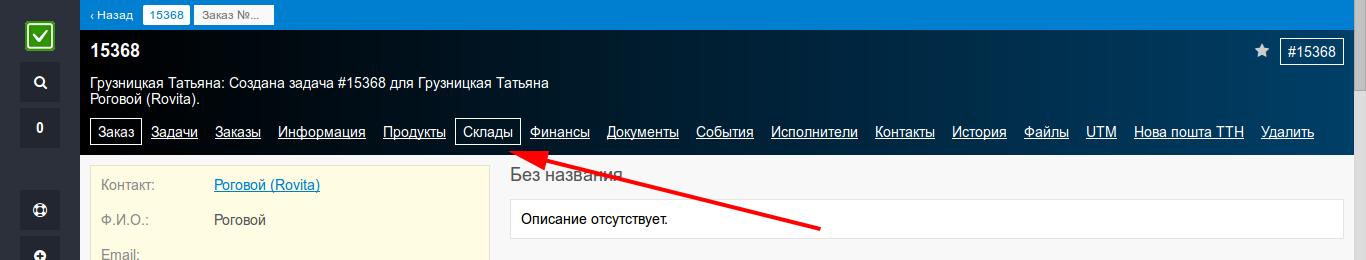 ‹ Назад 15368 Заказ №...
15368
#15368
Грузницкая Татьяна: Создана задача #15368 для Грузницкая Татьяна
Роговой (Rovita).
0
Заказ Задачи Заказы Информация Продукты Склады Финансы Документы События Исполнители Контакты История Файлы UTM Нова пошта ТТН Удалить
Контакт: Роговой (Rovita)
Ф.И.О.: Роговой
Email:
Без названия
Описание отсутствует.